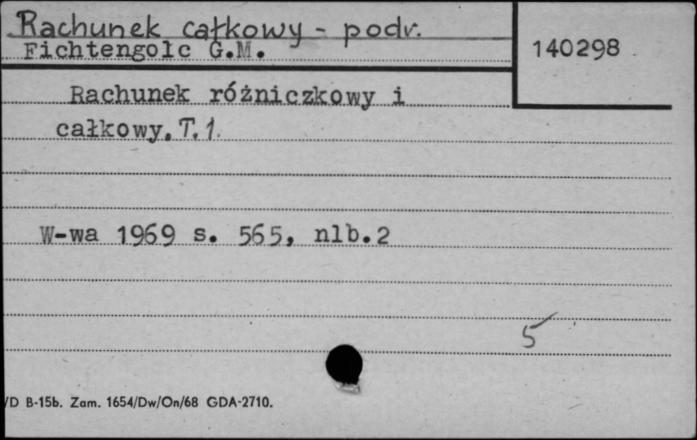 Rachunek całkowy - podr.
Fichtengolc G.M.
140298
Rachunek różniczkowy i
całkowy. T. 1.
W-wa 1969 s. 565, nlb.2
5
/D B-15b. Zam. 1654/Dw/On/68 GDA-2710.